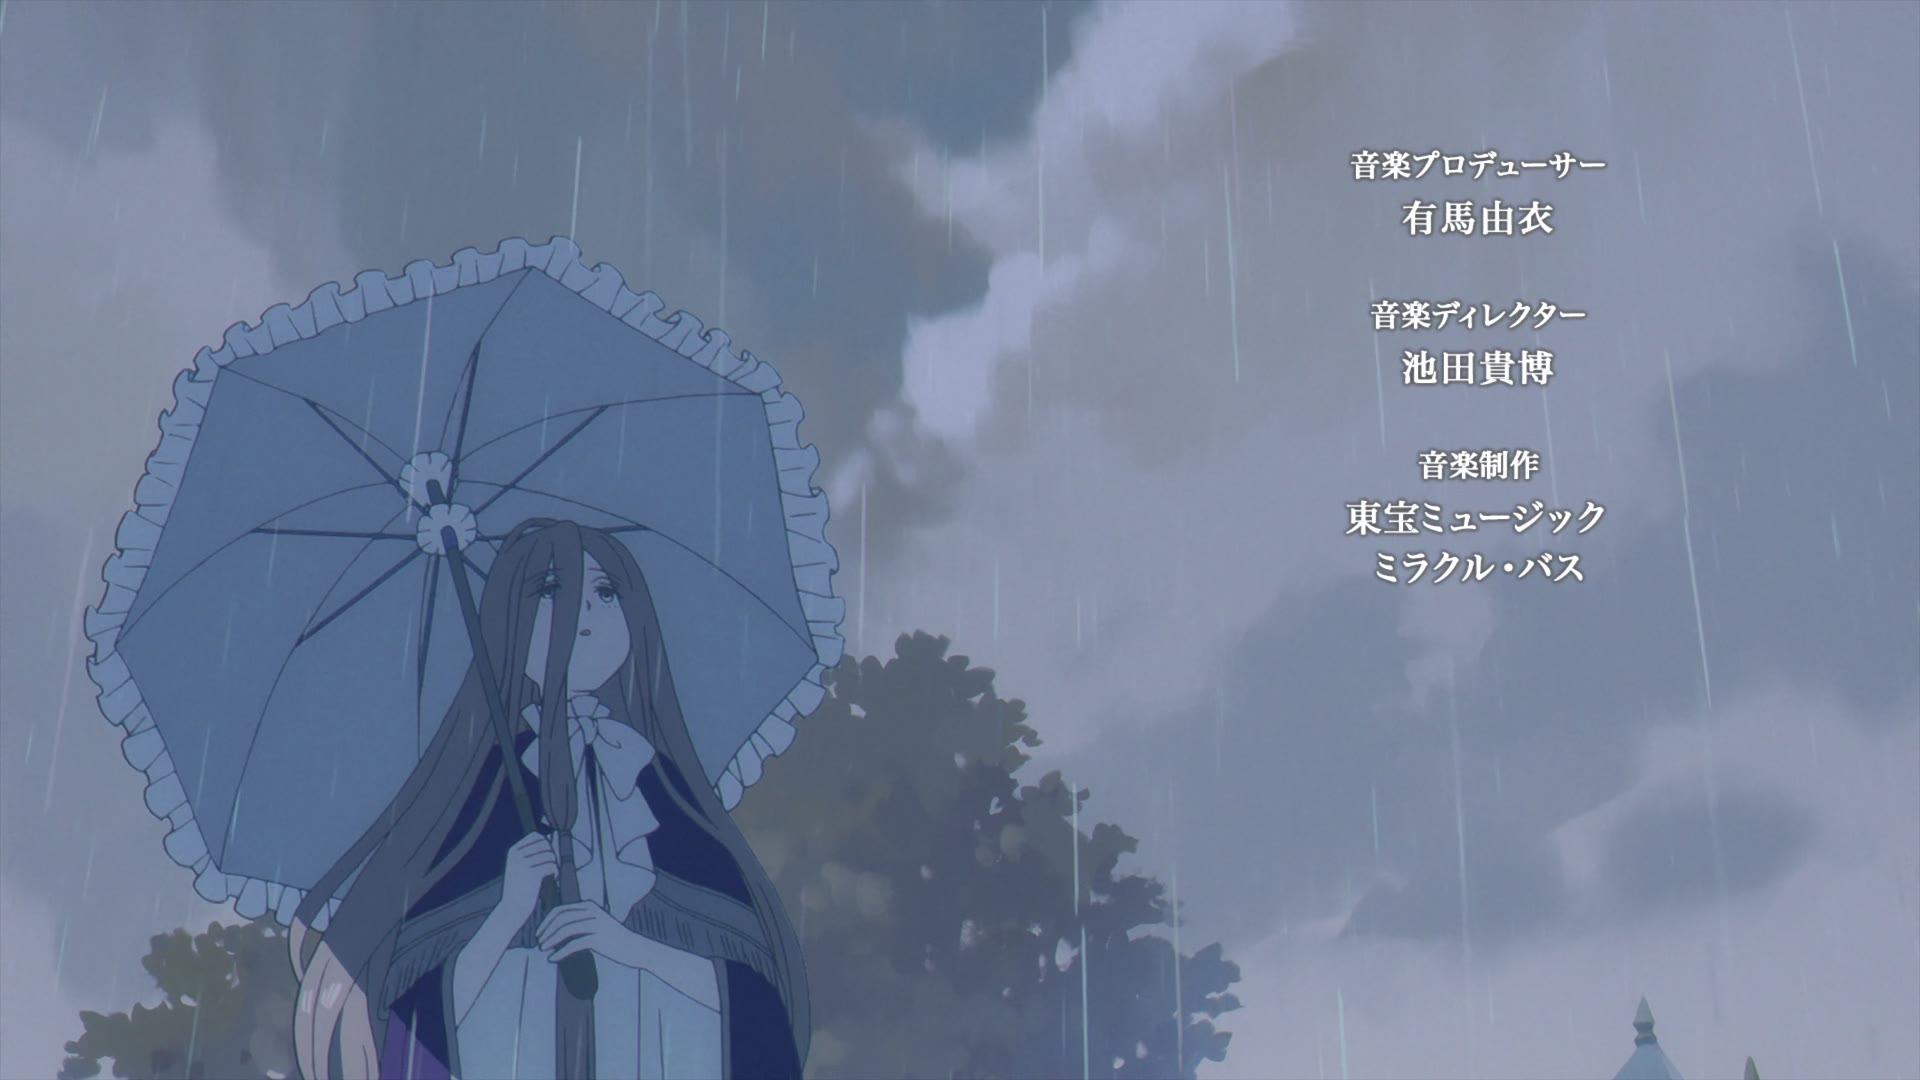 音楽プロデューサー
有馬由衣
音楽ディレクター
池田貴博
音楽制作
東宝ミュージック
ミラクル・バス